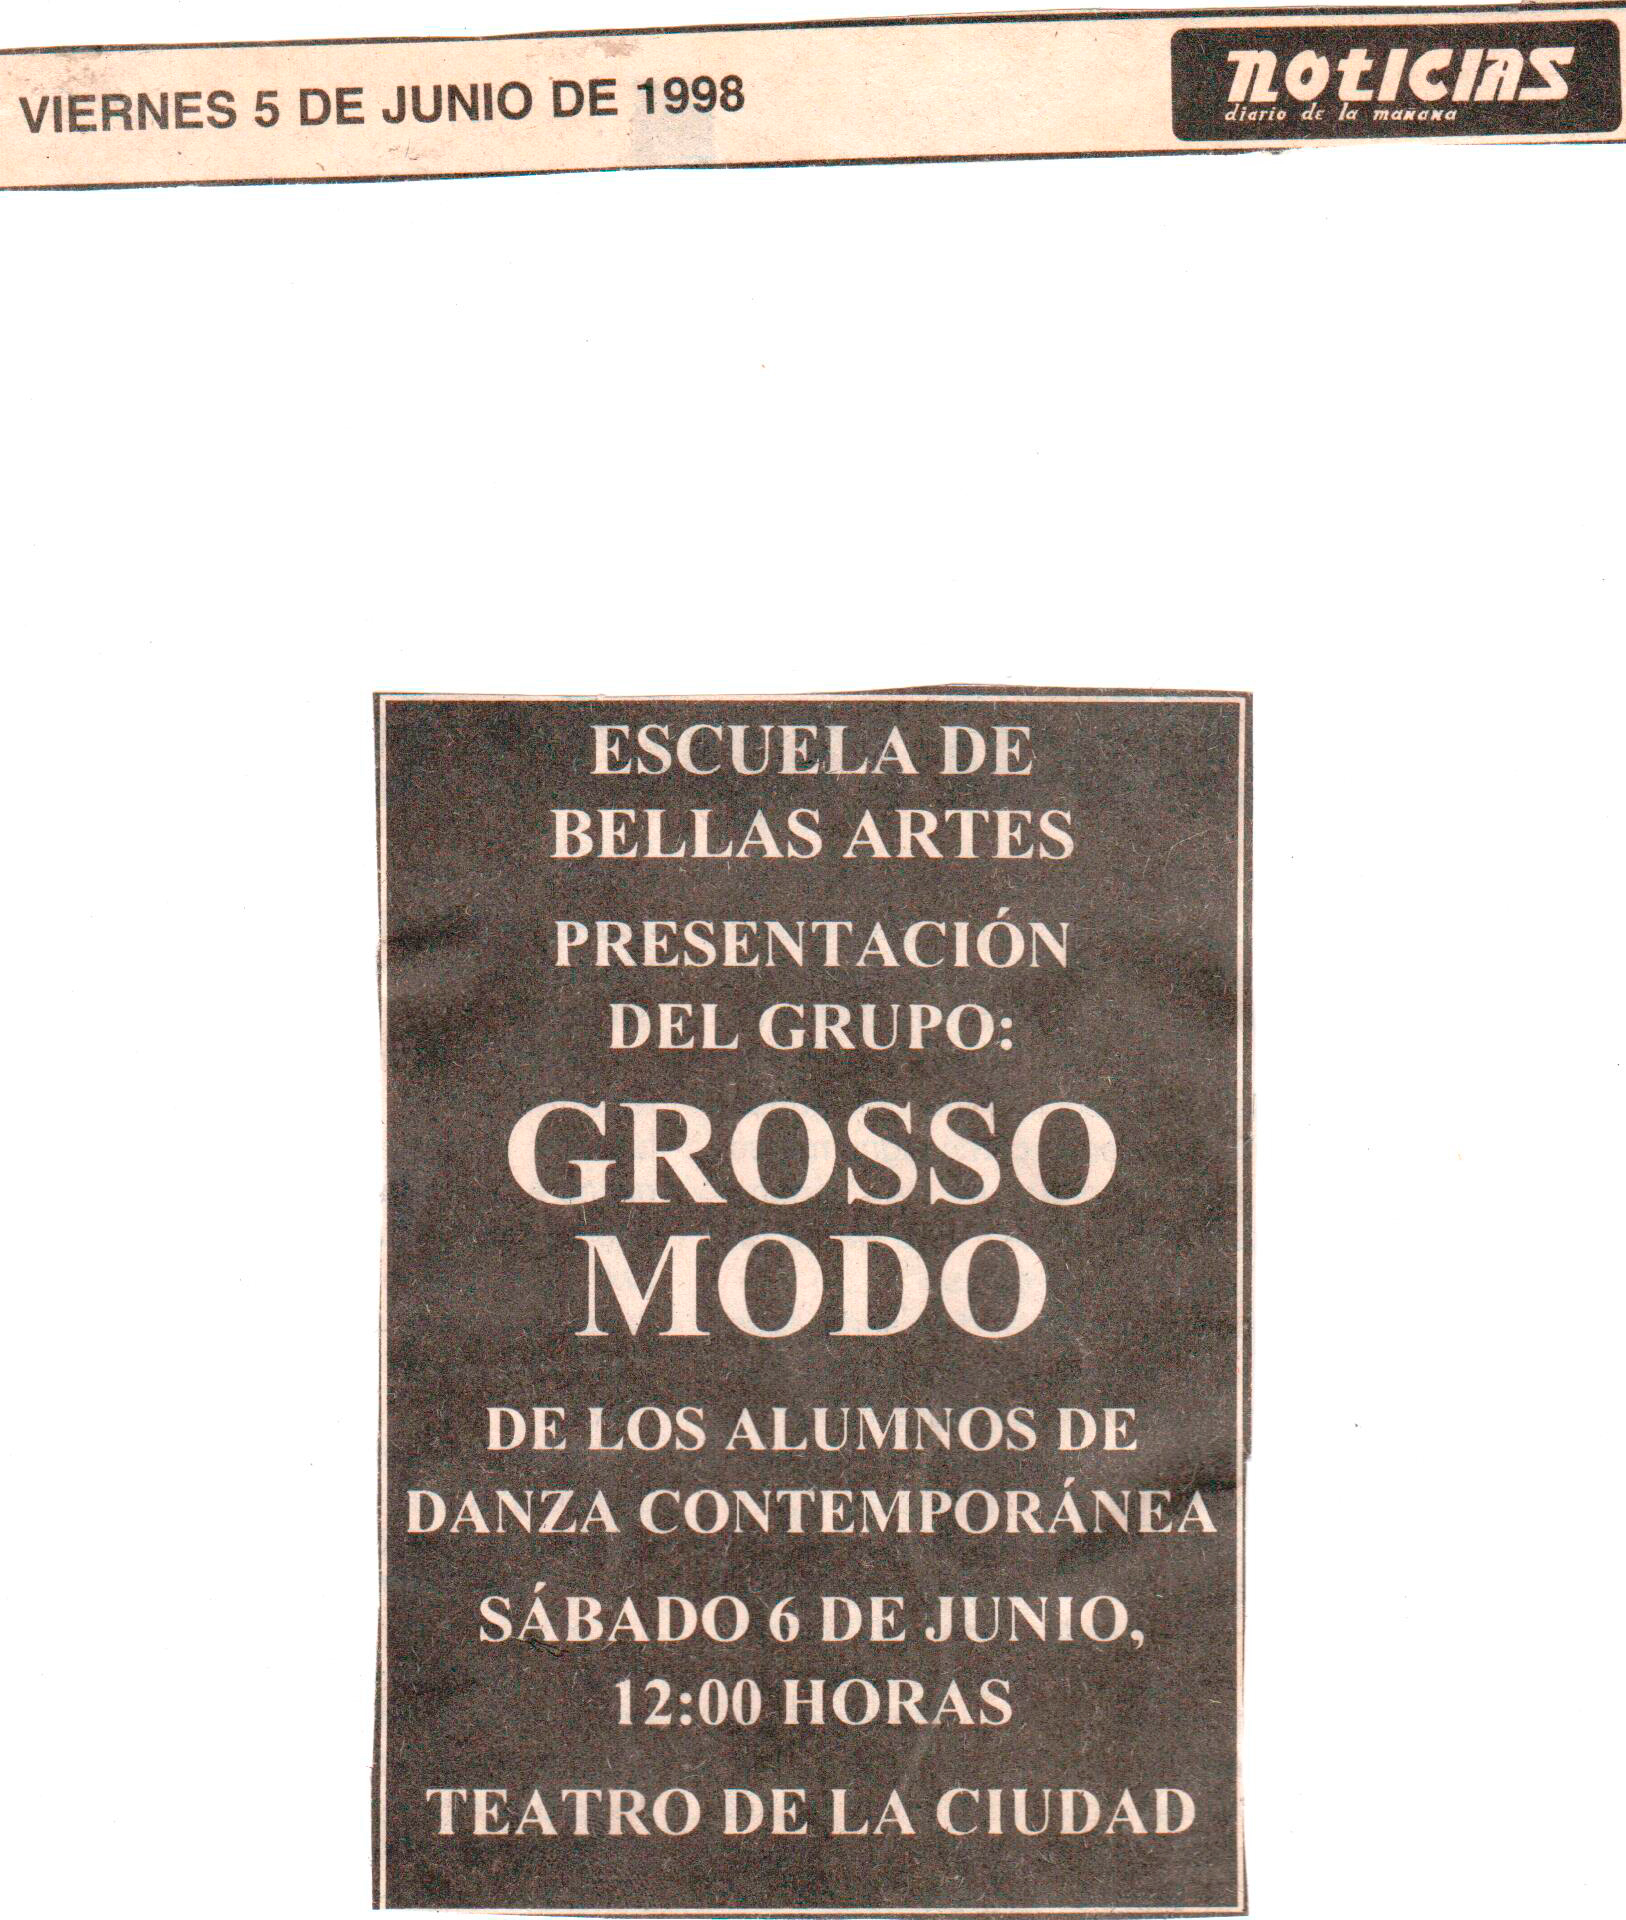 VIERNES 5 DE JUNIO DE 1998
noticias
diario de la mañana
ESCUELA DE
BELLAS ARTES
PRESENTACIÓN
DEL GRUPO:
GROSSO
MODO
DE LOS ALUMNOS DE
DANZA CONTEMPORÁNEA
SÁBADO 6 DE JUNIO,
12:00 HORAS
TEATRO DE LA CIUDAD